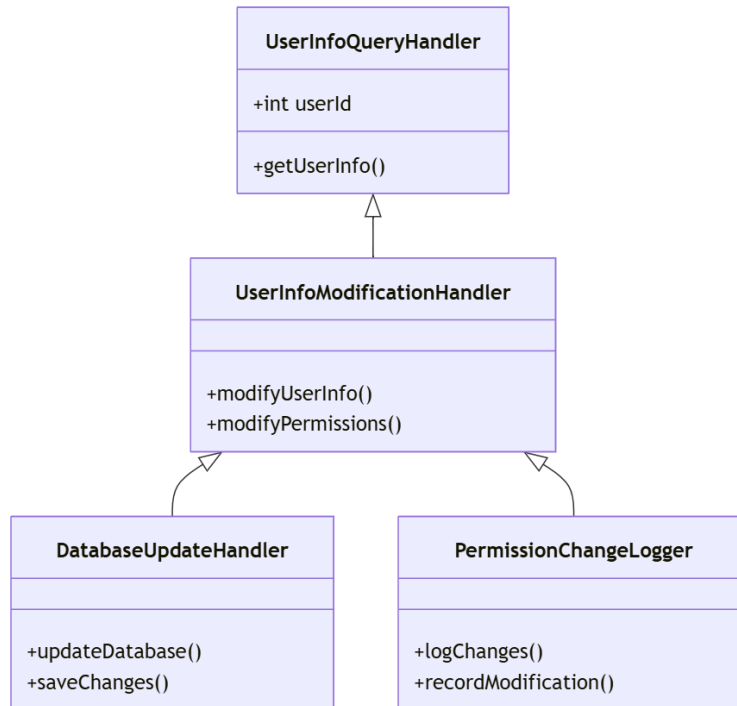 UserInfoQueryHandler
+int userId
+getUserInfo()
UserInfoModificationHandler
+modifyUserInfo()
+modifyPermissions()
DatabaseUpdateHandler
+updateDatabase()
+saveChanges()
PermissionChangeLogger
+logChanges()
+recordModification()